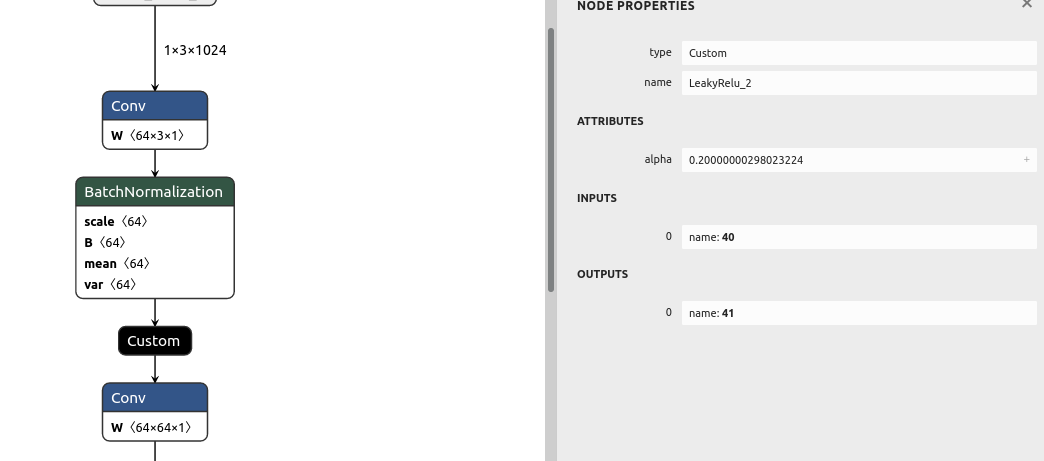 1×3×1024
Conv
W〈64×3×1〉
BatchNormalization
scale〈64〉
B〈64〉
mean〈64〉
var〈64〉
Custom
Conv
W〈64×64×1〉
NODE PROPERTIES
×
type Custom
name LeakyRelu_2
ATTRIBUTES
alpha 0.20000000298023224 +
INPUTS
0 name: 40
OUTPUTS
0 name: 41